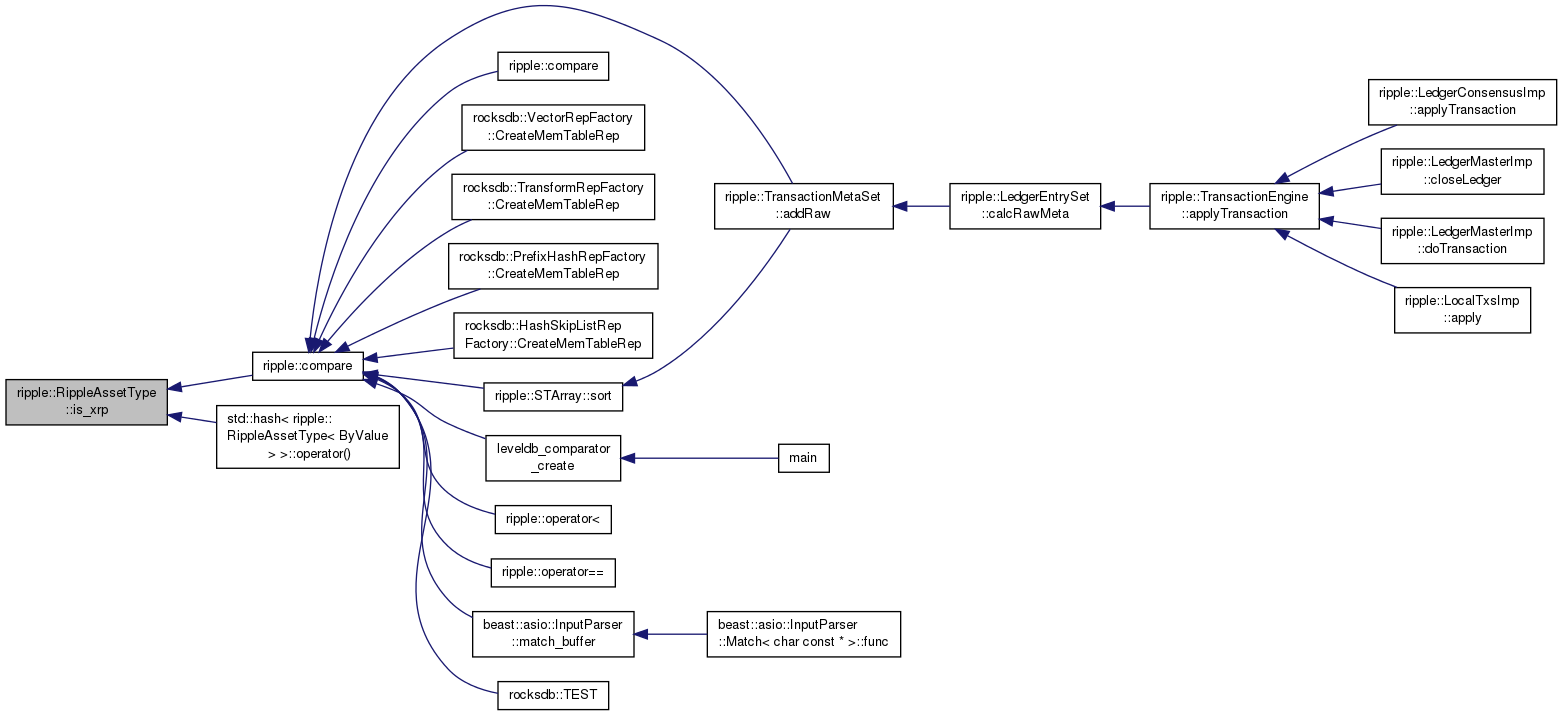 ripple::RippleAssetType
::is_xrp
ripple::compare
std::hash< ripple::
RippleAssetType< ByValue
> >::operator()
ripple::compare
rocksdb::VectorRepFactory
::CreateMemTableRep
rocksdb::TransformRepFactory
::CreateMemTableRep
rocksdb::PrefixHashRepFactory
::CreateMemTableRep
rocksdb::HashSkipListRep
Factory::CreateMemTableRep
ripple::STArray::sort
leveldb_comparator
_create
ripple::operator<
ripple::operator==
beast::asio::InputParser
::match_buffer
rocksdb::TEST
ripple::TransactionMetaSet
::addRaw
main
beast::asio::InputParser
::Match< char const * >::func
ripple::LedgerEntrySet
::calcRawMeta
ripple::TransactionEngine
::applyTransaction
ripple::LedgerConsensusImp
::applyTransaction
ripple::LedgerMasterImp
::closeLedger
ripple::LedgerMasterImp
::doTransaction
ripple::LocalTxsImp
::apply